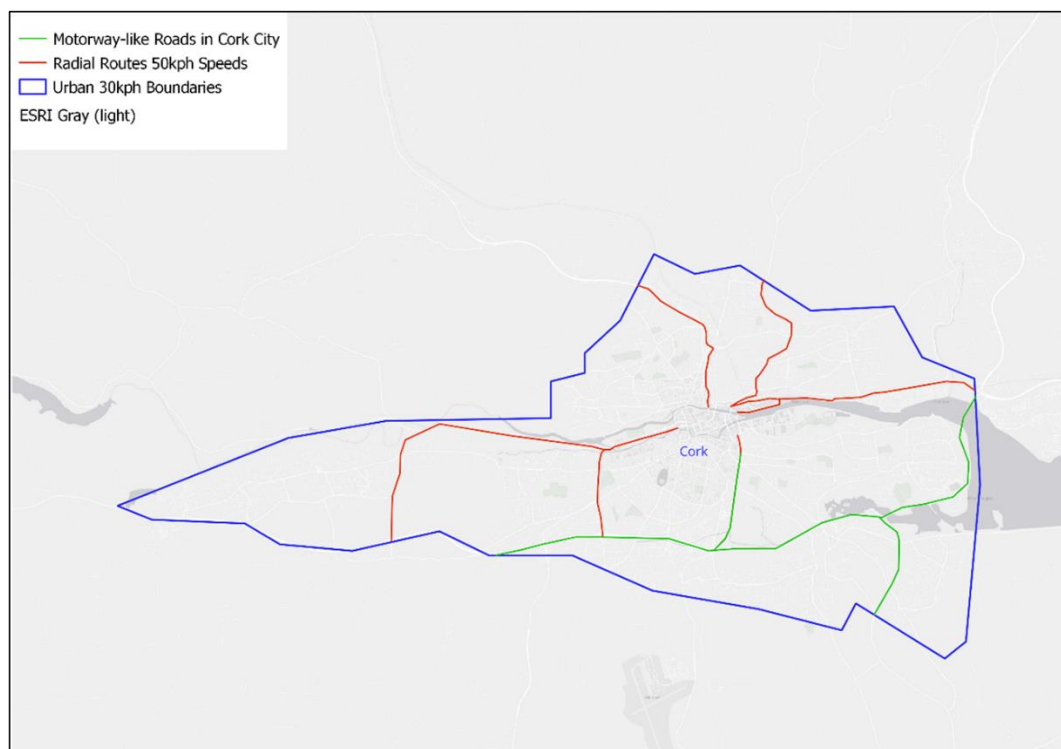 Motorway-like Roads in Cork City
Radial Routes 50kph Speeds
Urban 30kph Boundaries
ESRI Gray (light)
Cork